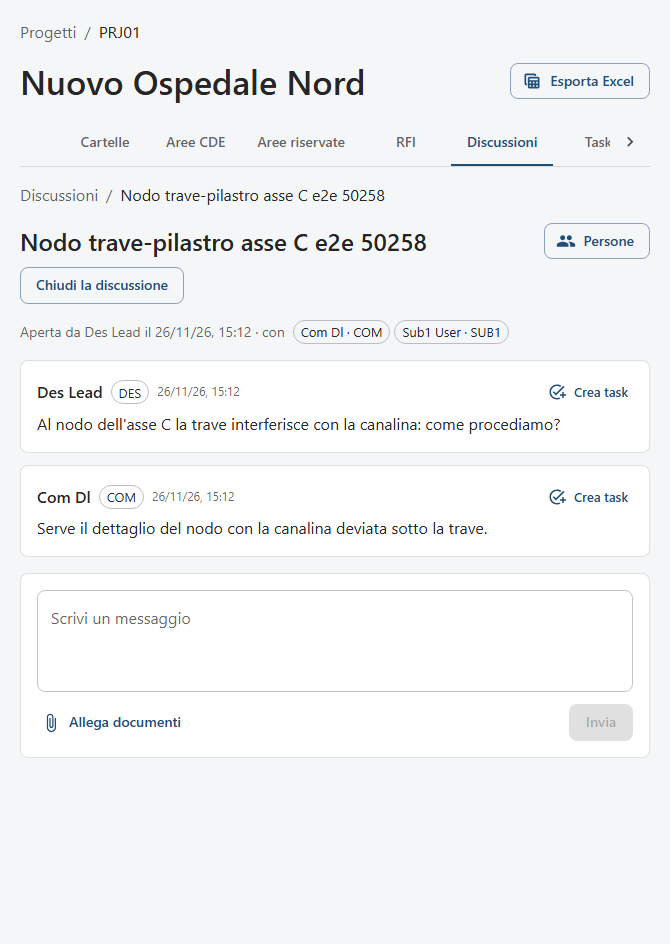 Progetti / PRJ01
Nuovo Ospedale Nord
Esporta Excel
Cartelle Aree CDE Aree riservate RFI Discussioni Task
Discussioni / Nodo trave-pilastro asse C e2e 50258
Nodo trave-pilastro asse C e2e 50258
Persone
Chiudi la discussione
Aperta da Des Lead il 26/11/26, 15:12 · con Com Dl · COM Sub1 User · SUB1
Des Lead DES 26/11/26, 15:12 Crea task
Al nodo dell'asse C la trave interferisce con la canalina: come procediamo?
Com Dl COM 26/11/26, 15:12 Crea task
Serve il dettaglio del nodo con la canalina deviata sotto la trave.
Scrivi un messaggio
Allega documenti Invia